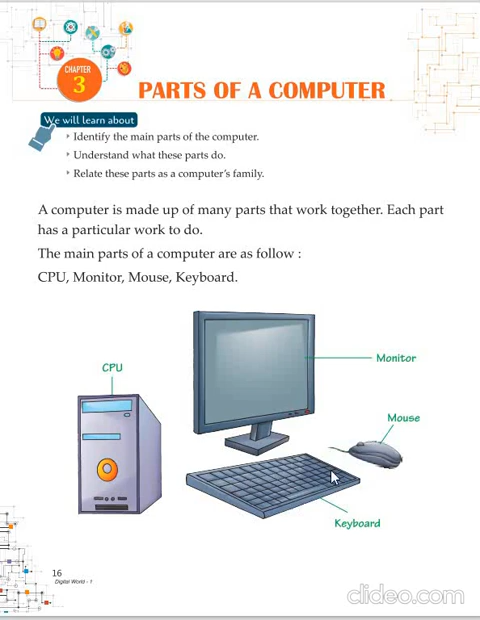 CHAPTER
3
PARTS OF A COMPUTER
We will learn about
Identify the main parts of the computer.
Understand what these parts do.
Relate these parts as a computer's family.
A computer is made up of many parts that work together. Each part
has a particular work to do.
The main parts of a computer are as follow :
CPU, Monitor, Mouse, Keyboard.
CPU
Monitor
Mouse
Keyboard
16
Digital World - 1
clideo.com